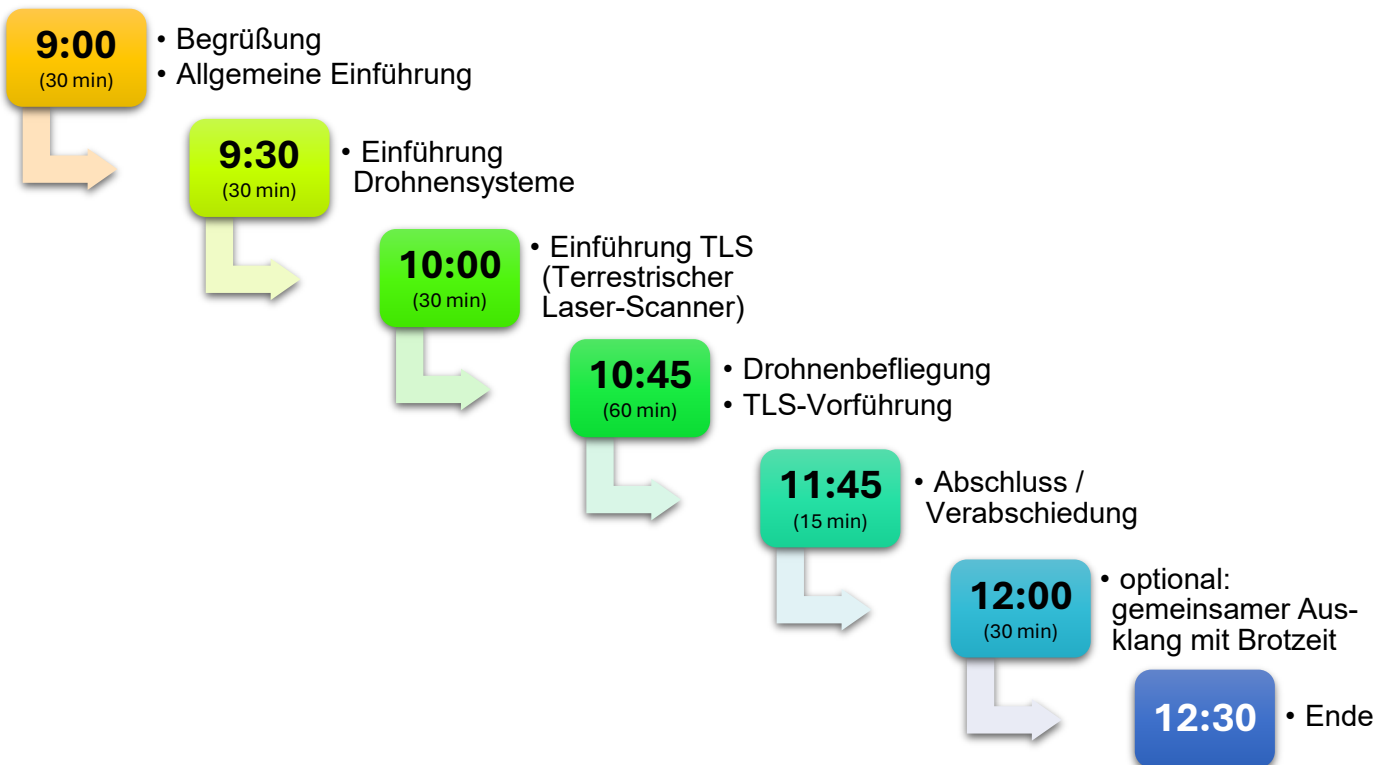 9:00
(30 min)
• Begrüßung
• Allgemeine Einführung
9:30
(30 min)
• Einführung
Drohnensysteme
10:00
(30 min)
• Einführung TLS
(Terrestrischer
Laser-Scanner)
10:45
(60 min)
• Drohnenbefliegung
• TLS-Vorführung
11:45
(15 min)
• Abschluss /
Verabschiedung
12:00
(30 min)
• optional:
gemeinsamer Aus-
klang mit Brotzeit
12:30
• Ende